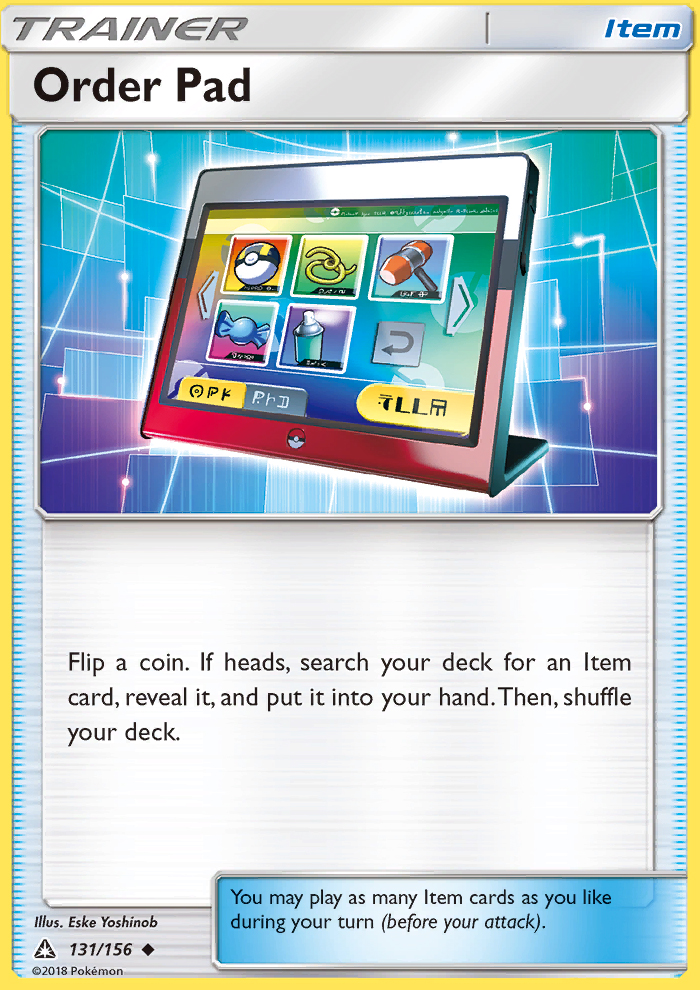 TRAINER
Item
Order Pad
Flip a coin. If heads, search your deck for an Item
card, reveal it, and put it into your hand. Then, shuffle
your deck.
You may play as many Item cards as you like
during your turn (before your attack).
Illus. Eske Yoshinob
131/156
©2018 Pokémon